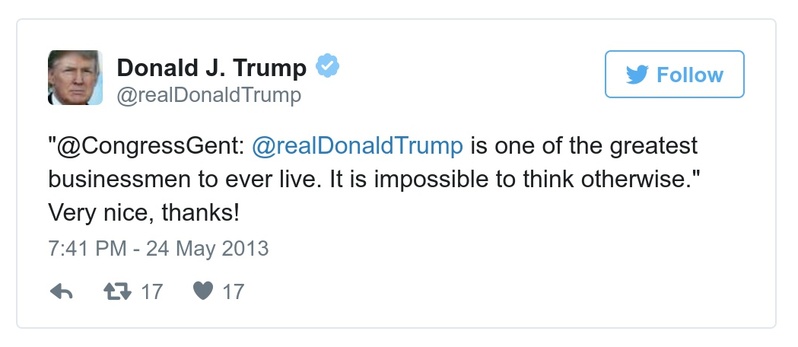 Donald J. Trump
@realDonaldTrump
Follow
"@CongressGent: @realDonaldTrump is one of the greatest
businessmen to ever live. It is impossible to think otherwise."
Very nice, thanks!
7:41 PM - 24 May 2013
17 17